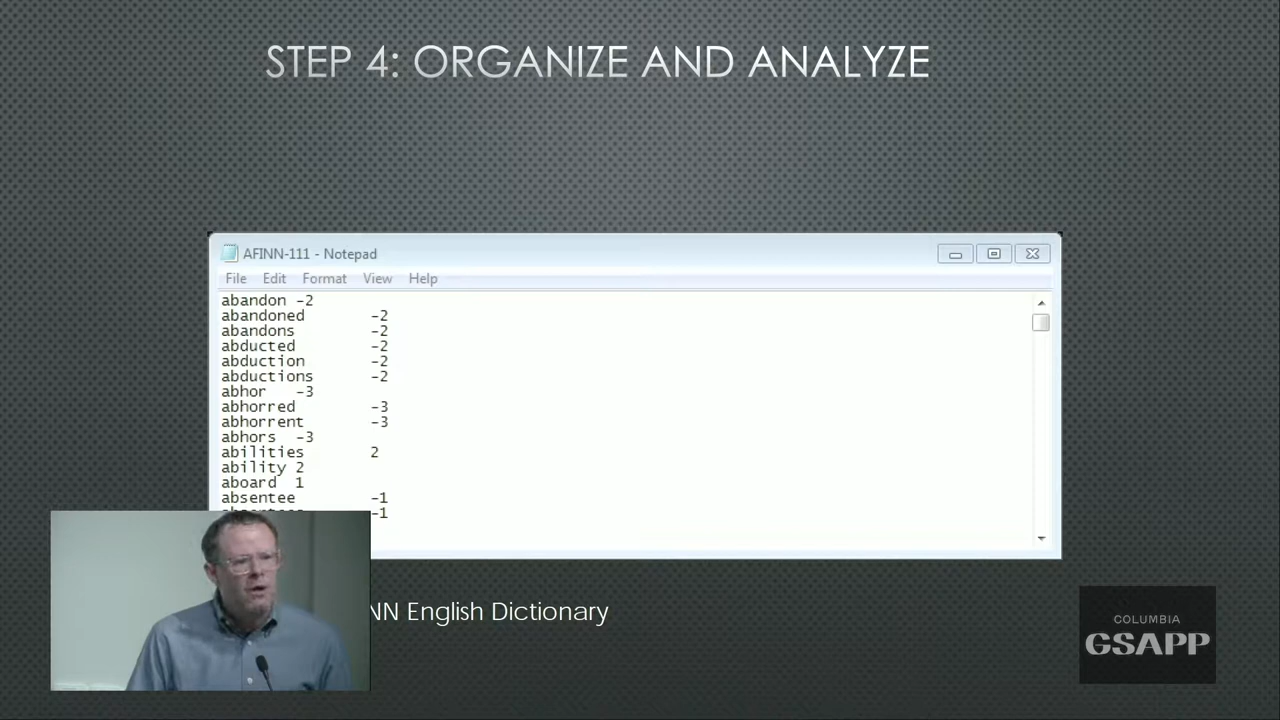 STEP 4: ORGANIZE AND ANALYZE
AFINN-111 - Notepad
File Edit Format View Help
abandon -2
abandoned -2
abandons -2
abducted -2
abduction -2
abductions -2
abhor -3
abhorred -3
abhorrent -3
abhors -3
abilities 2
ability 2
aboard 1
absentee -1
-1
NN English Dictionary
COLUMBIA
GSAPP